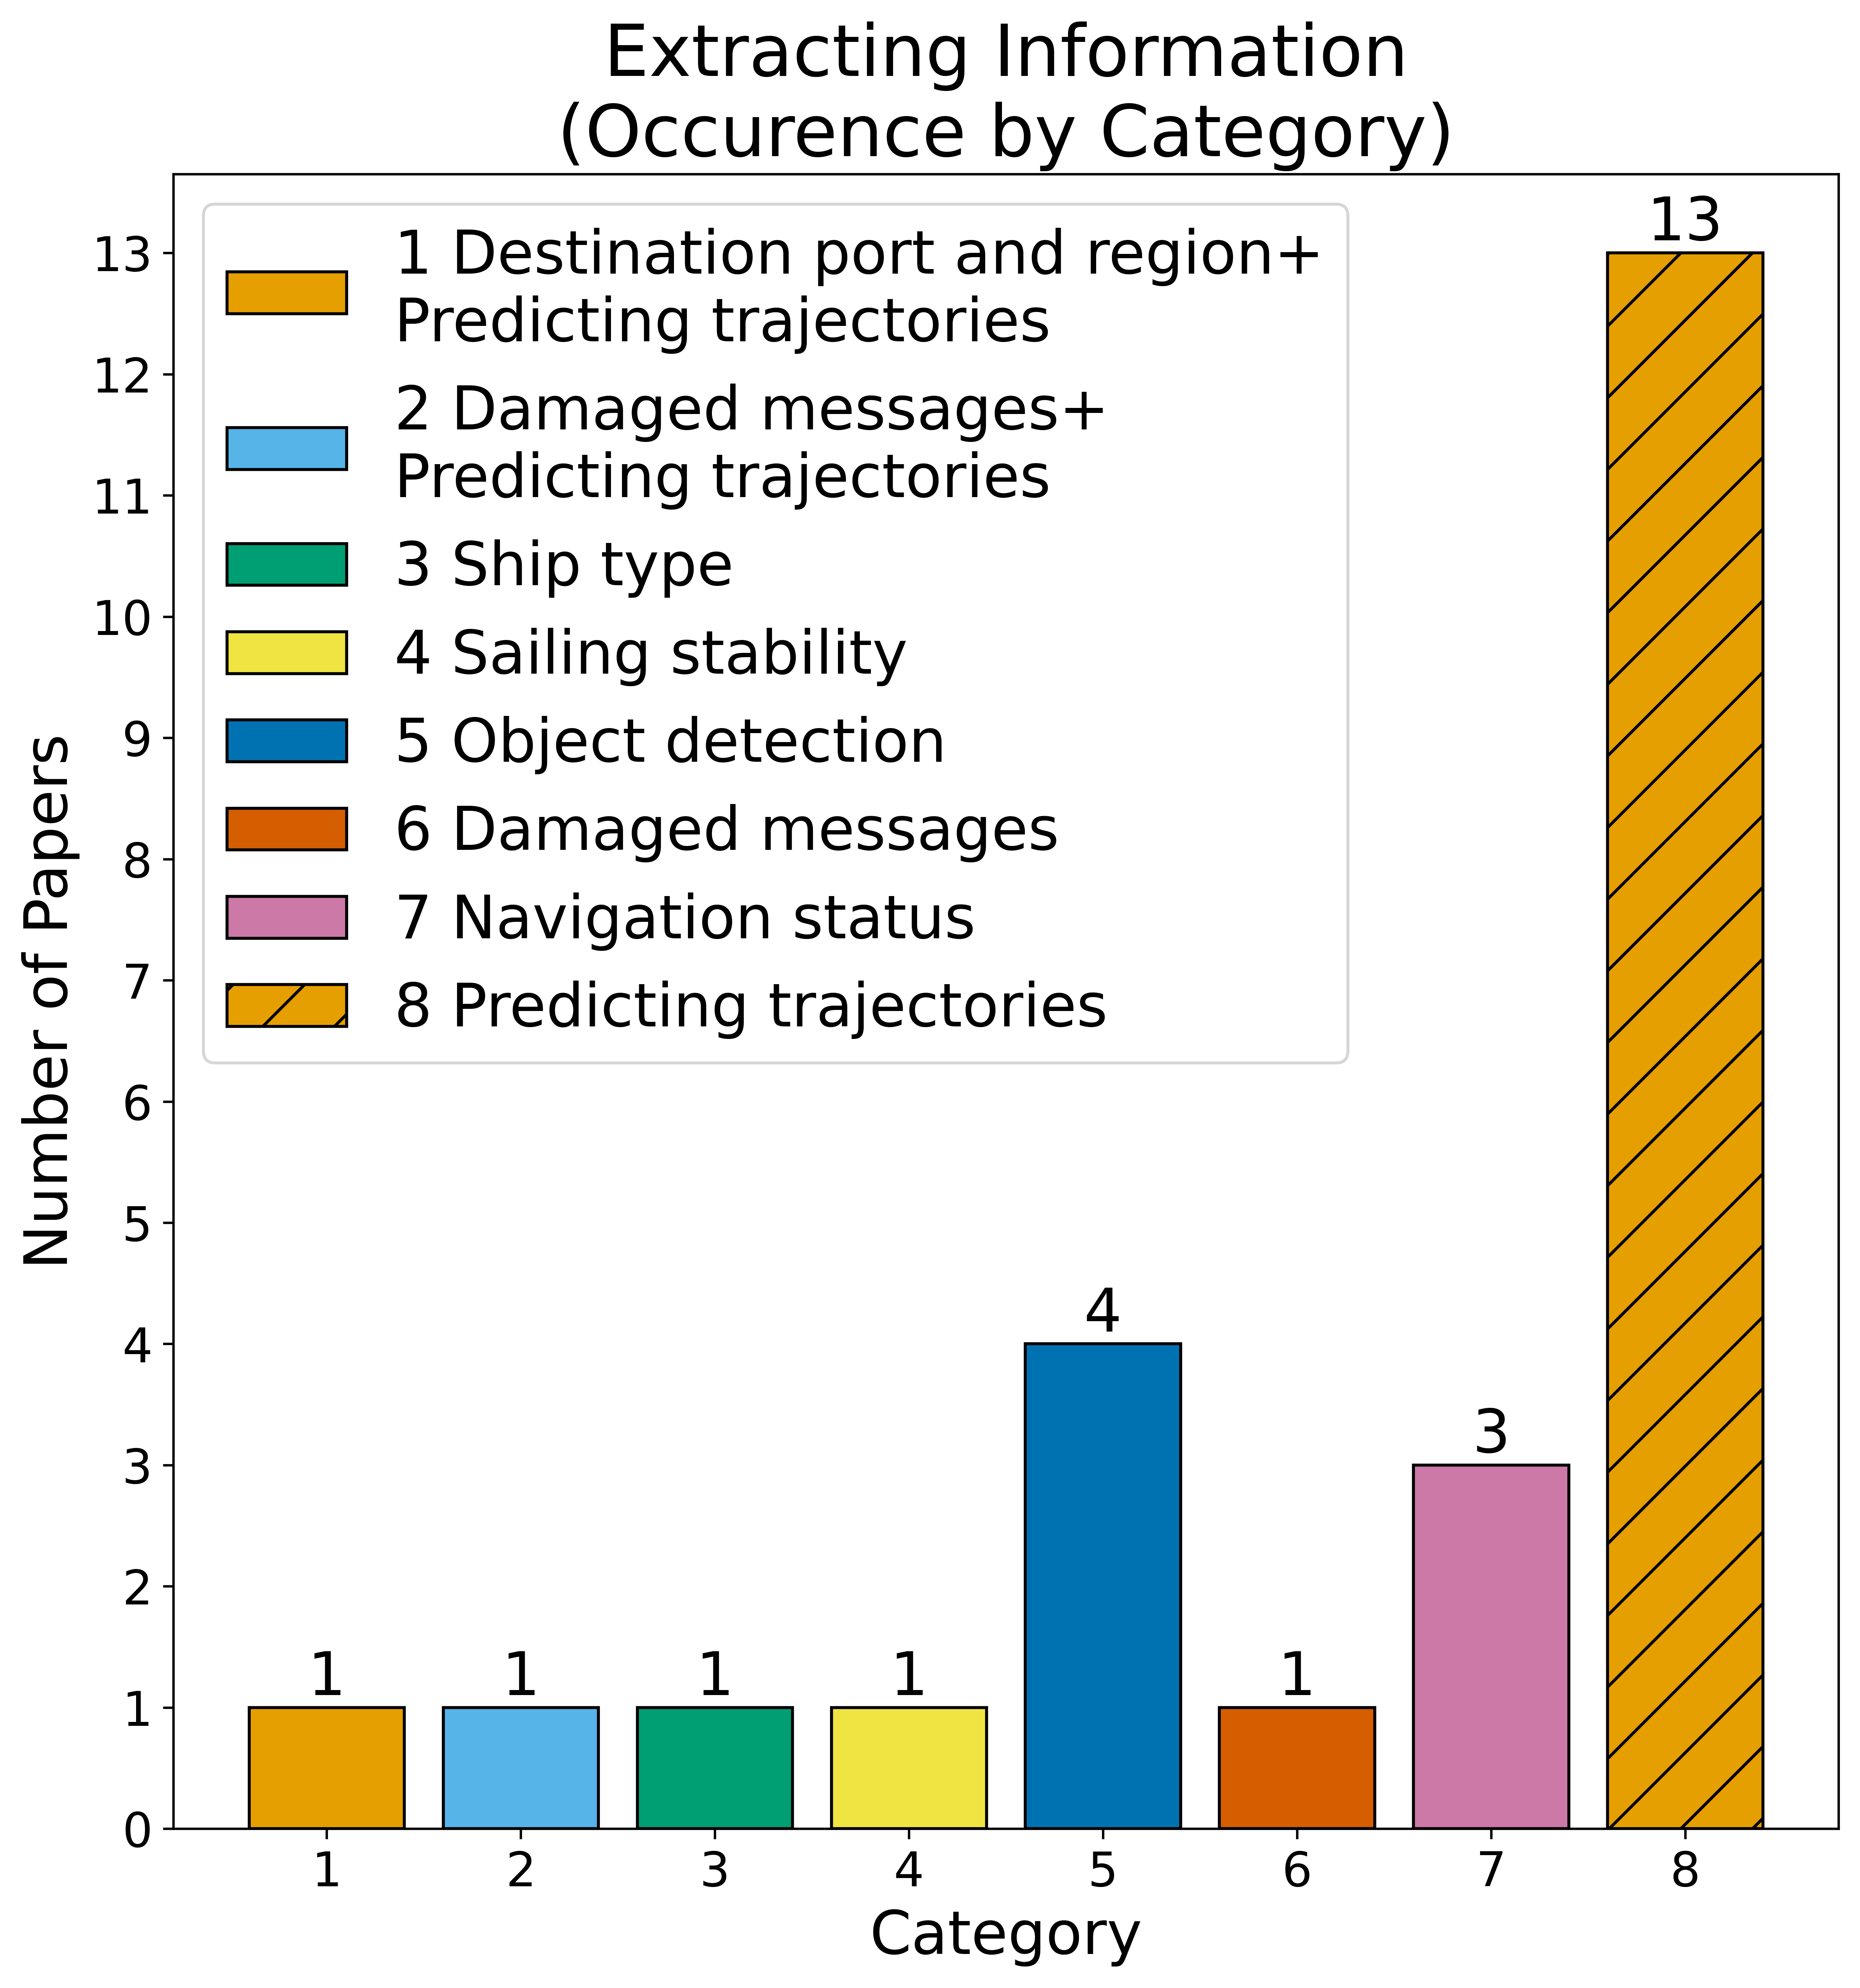 Extracting Information
(Occurence by Category)
13
12
11
10
9
8
7
6
5
4
3
2
1
0
Number of Papers
1 Destination port and region+
Predicting trajectories
2 Damaged messages+
Predicting trajectories
3 Ship type
4 Sailing stability
5 Object detection
6 Damaged messages
7 Navigation status
8 Predicting trajectories
1
1
1
1
4
1
3
13
1 2 3 4 5 6 7 8
Category